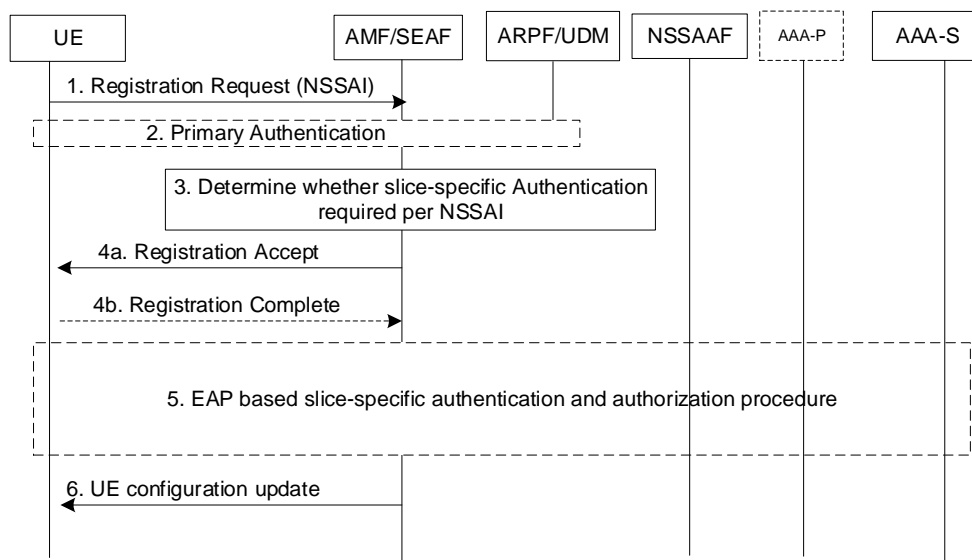 UE
AMF/SEAF
ARPF/UDM
NSSAAF
AAA-P
AAA-S
1. Registration Request (NSSAI)
2. Primary Authentication
3. Determine whether slice-specific Authentication
required per NSSAI
4a. Registration Accept
4b. Registration Complete
5. EAP based slice-specific authentication and authorization procedure
6. UE configuration update